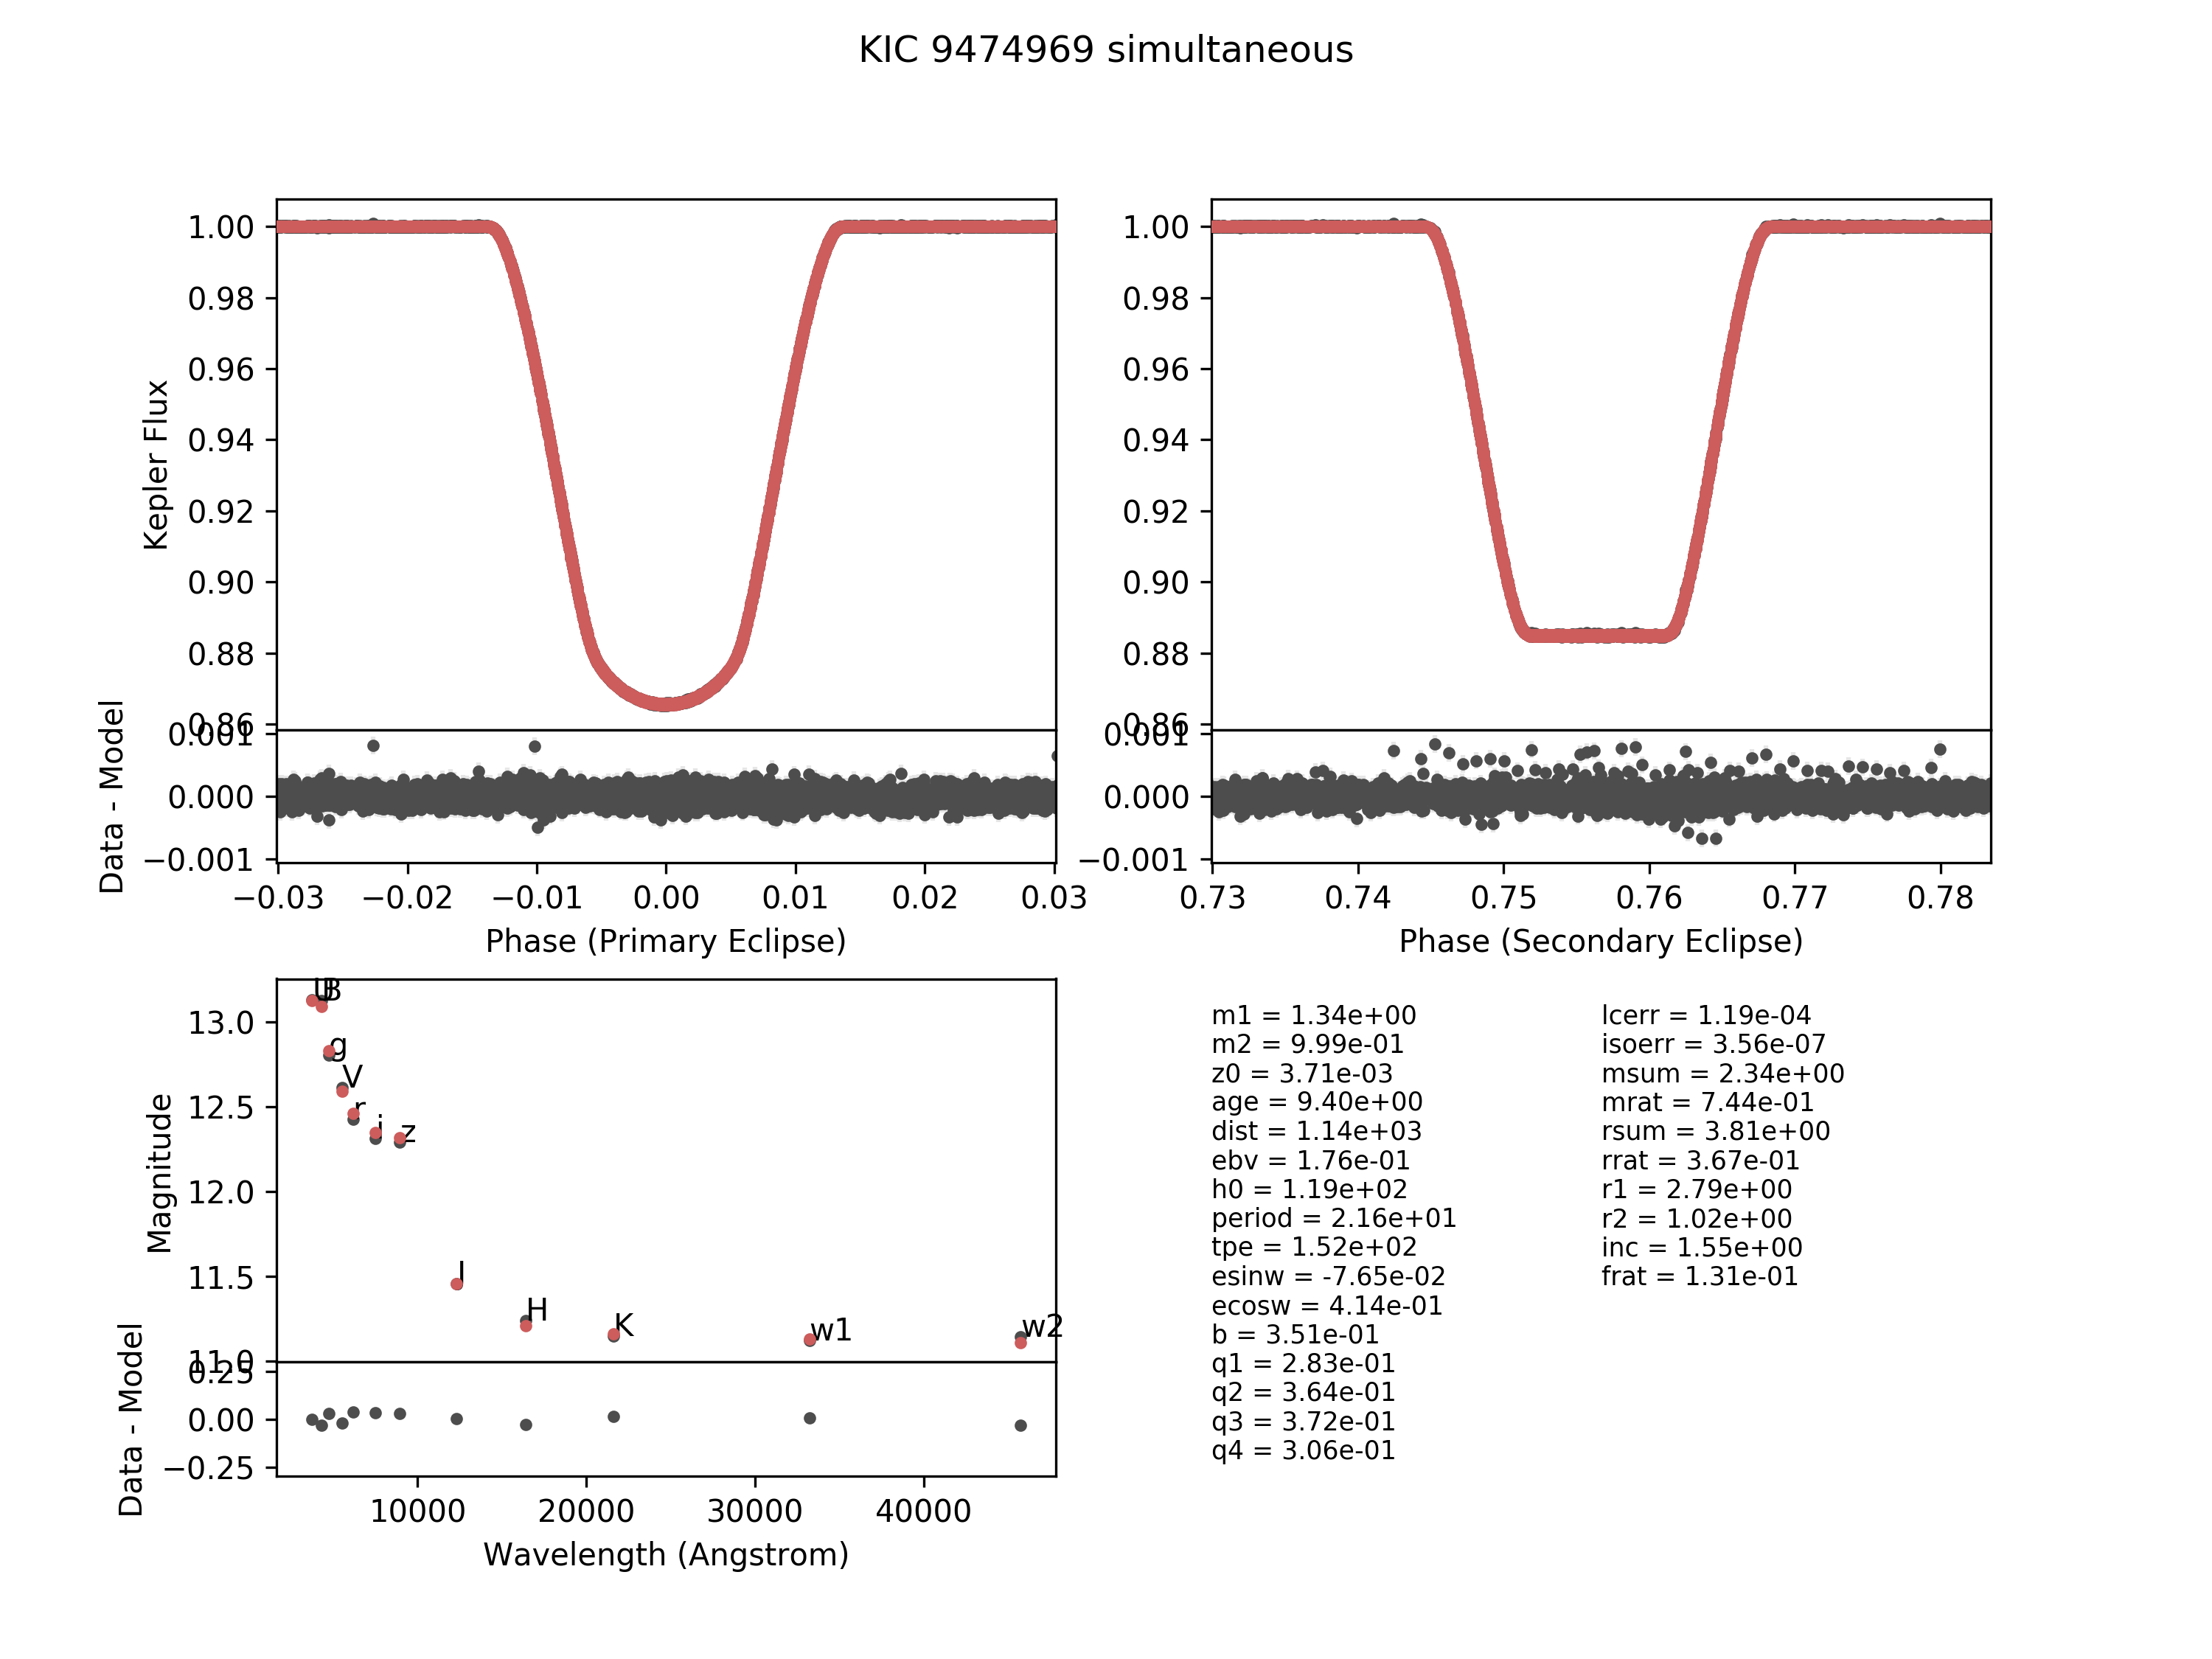 KIC 9474969 simultaneous
Kepler Flux
1.00
0.98
0.96
0.94
0.92
0.90
0.88
0.86
1.00
0.98
0.96
0.94
0.92
0.90
0.88
0.86
Data - Model
0.001
0.000
−0.001
0.001
0.000
−0.001
−0.03 −0.02 −0.01 0.00 0.01 0.02 0.03
0.73 0.74 0.75 0.76 0.77 0.78
Phase (Primary Eclipse)
Phase (Secondary Eclipse)
Magnitude
13.0
12.5
12.0
11.5
11.0
U
B
g
V
r
i
z
J
H
K
w1
w2
Data - Model
0.25
0.00
−0.25
10000 20000 30000 40000
Wavelength (Angstrom)
m1 = 1.34e+00
m2 = 9.99e-01
z0 = 3.71e-03
age = 9.40e+00
dist = 1.14e+03
ebv = 1.76e-01
h0 = 1.19e+02
period = 2.16e+01
tpe = 1.52e+02
esinw = -7.65e-02
ecosw = 4.14e-01
b = 3.51e-01
q1 = 2.83e-01
q2 = 3.64e-01
q3 = 3.72e-01
q4 = 3.06e-01
lcerr = 1.19e-04
isoerr = 3.56e-07
msum = 2.34e+00
mrat = 7.44e-01
rsum = 3.81e+00
rrat = 3.67e-01
r1 = 2.79e+00
r2 = 1.02e+00
inc = 1.55e+00
frat = 1.31e-01